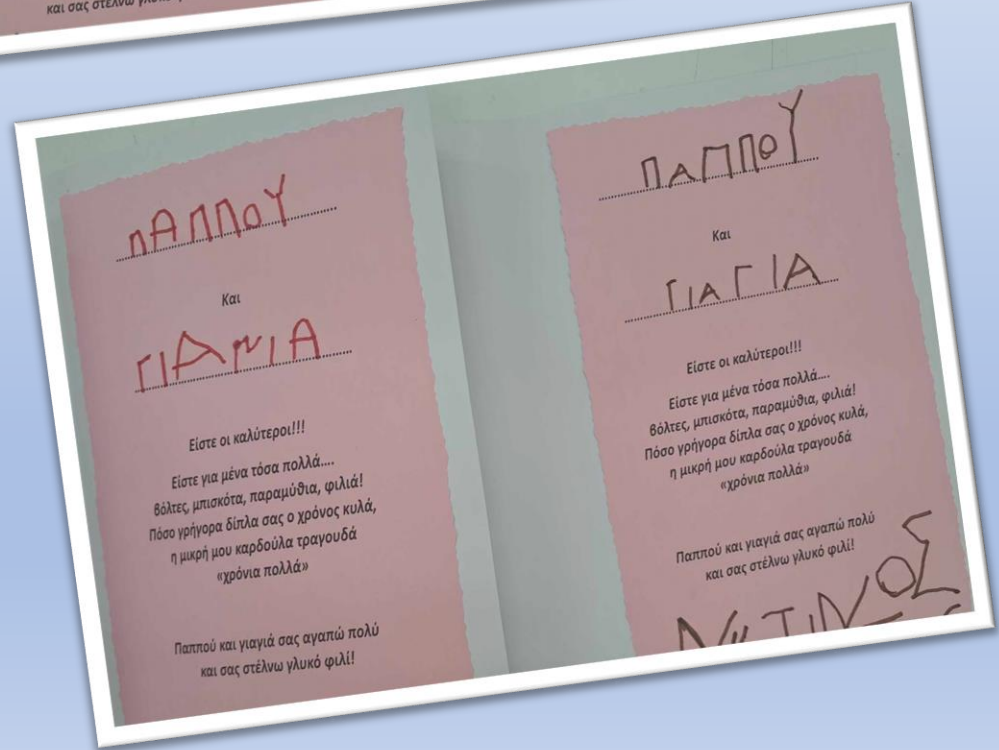 και σας στέλνω
ΠΑΠΠΟΥ
Και
Είστε οι καλύτεροι!!!
Είστε για μένα τόσα πολλά....
βόλτες, μπισκότα, παραμύθια, φιλιά!
Πόσο γρήγορα δίπλα σας ο χρόνος κυλά,
η μικρή μου καρδούλα τραγουδά
«χρόνια πολλά»
Παππού και γιαγιά σας αγαπώ πολύ
και σας στέλνω γλυκό φιλί!
ΠΑΠΠΟΥ
Και
ΓΙΑΓΙΑ
Είστε οι καλύτεροι!!!
Είστε για μένα τόσα πολλά....
βόλτες, μπισκότα, παραμύθια, φιλιά!
Πόσο γρήγορα δίπλα σας ο χρόνος κυλά,
η μικρή μου καρδούλα τραγουδά
«χρόνια πολλά»
Παππού και γιαγιά σας αγαπώ πολύ
και σας στέλνω γλυκό φιλί!